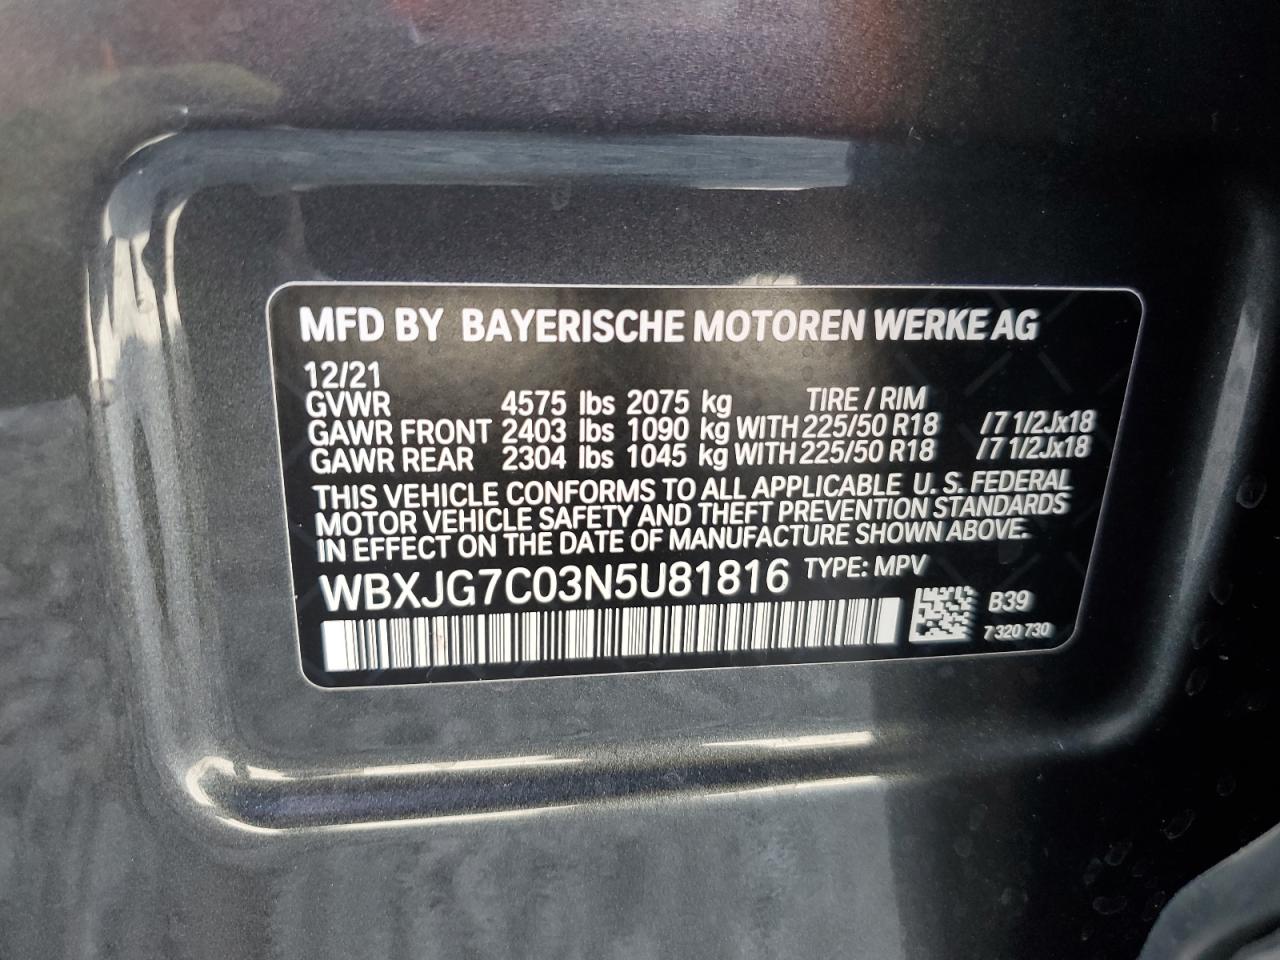 MFD BY BAYERISCHE MOTOREN WERKE AG
12/21
GVWR 4575 lbs 2075 kg TIRE / RIM
GAWR FRONT 2403 lbs 1090 kg WITH 225/50 R18 /7 1/2Jx18
GAWR REAR 2304 lbs 1045 kg WITH 225/50 R18 /7 1/2Jx18
THIS VEHICLE CONFORMS TO ALL APPLICABLE U. S. FEDERAL
MOTOR VEHICLE SAFETY AND THEFT PREVENTION STANDARDS
IN EFFECT ON THE DATE OF MANUFACTURE SHOWN ABOVE.
WBXJG7C03N5U81816 TYPE: MPV
B39
7 320 730